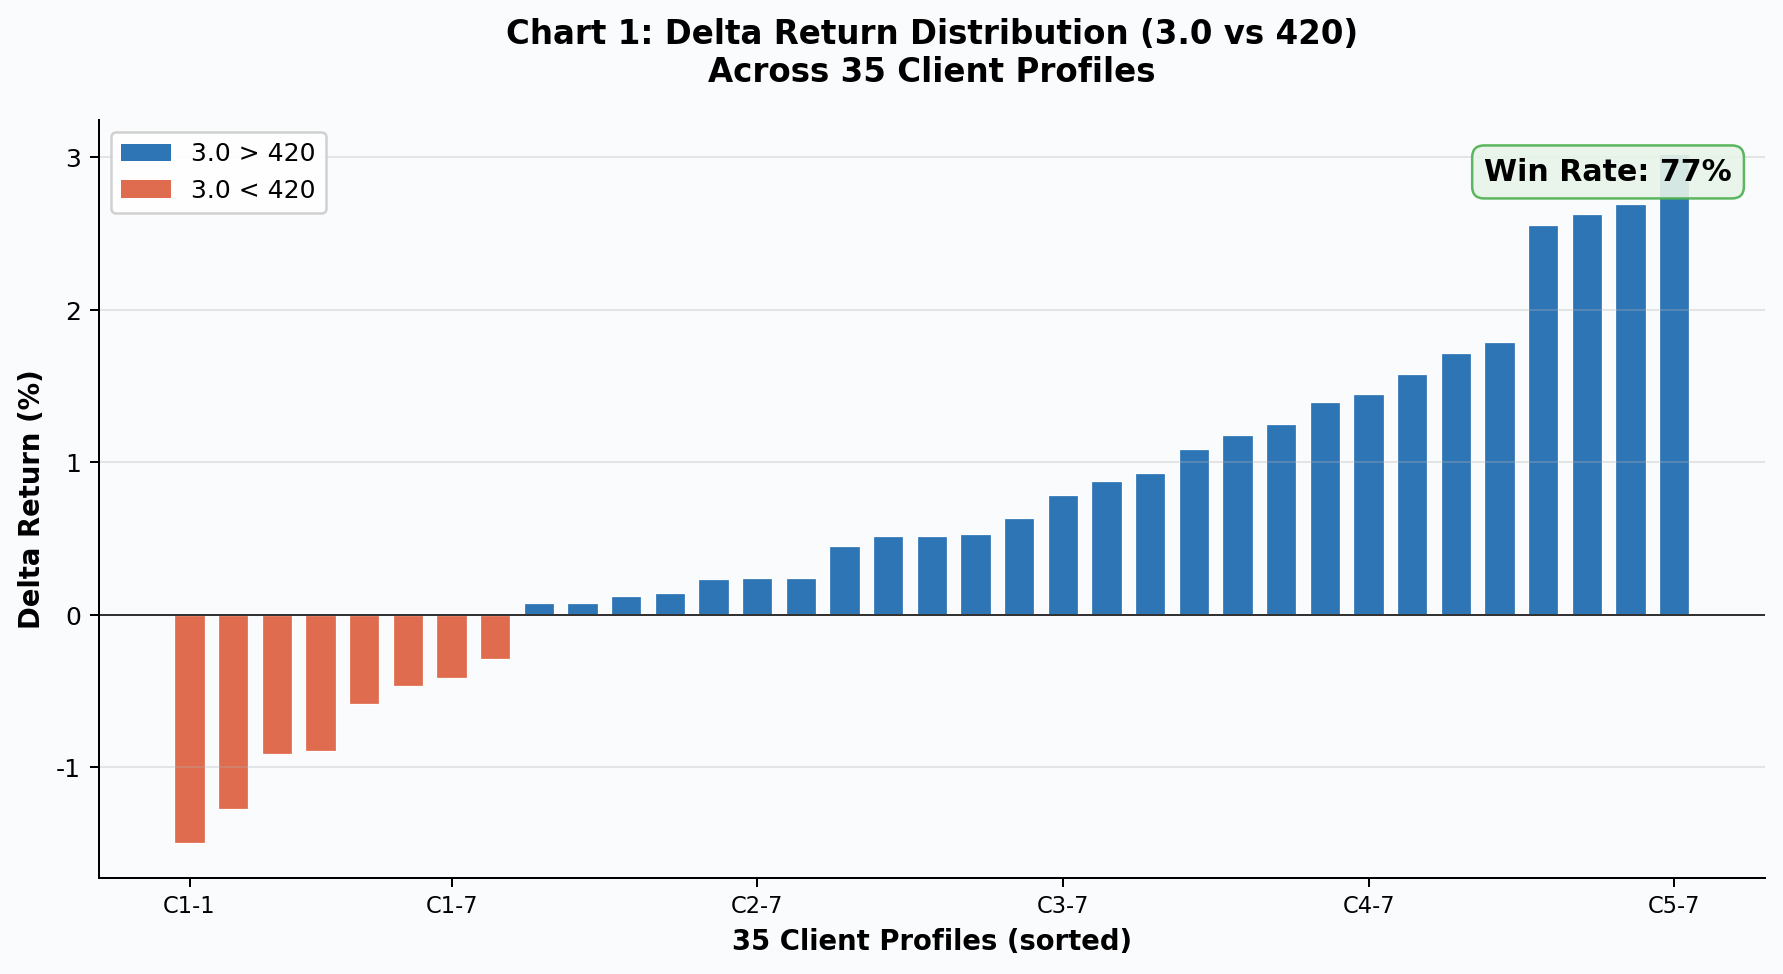 Chart 1: Delta Return Distribution (3.0 vs 420)
Across 35 Client Profiles
3.0 > 420
3.0 < 420
Win Rate: 77%
Delta Return (%)
3
2
1
0
-1
C1-1
C1-7
C2-7
C3-7
C4-7
C5-7
35 Client Profiles (sorted)